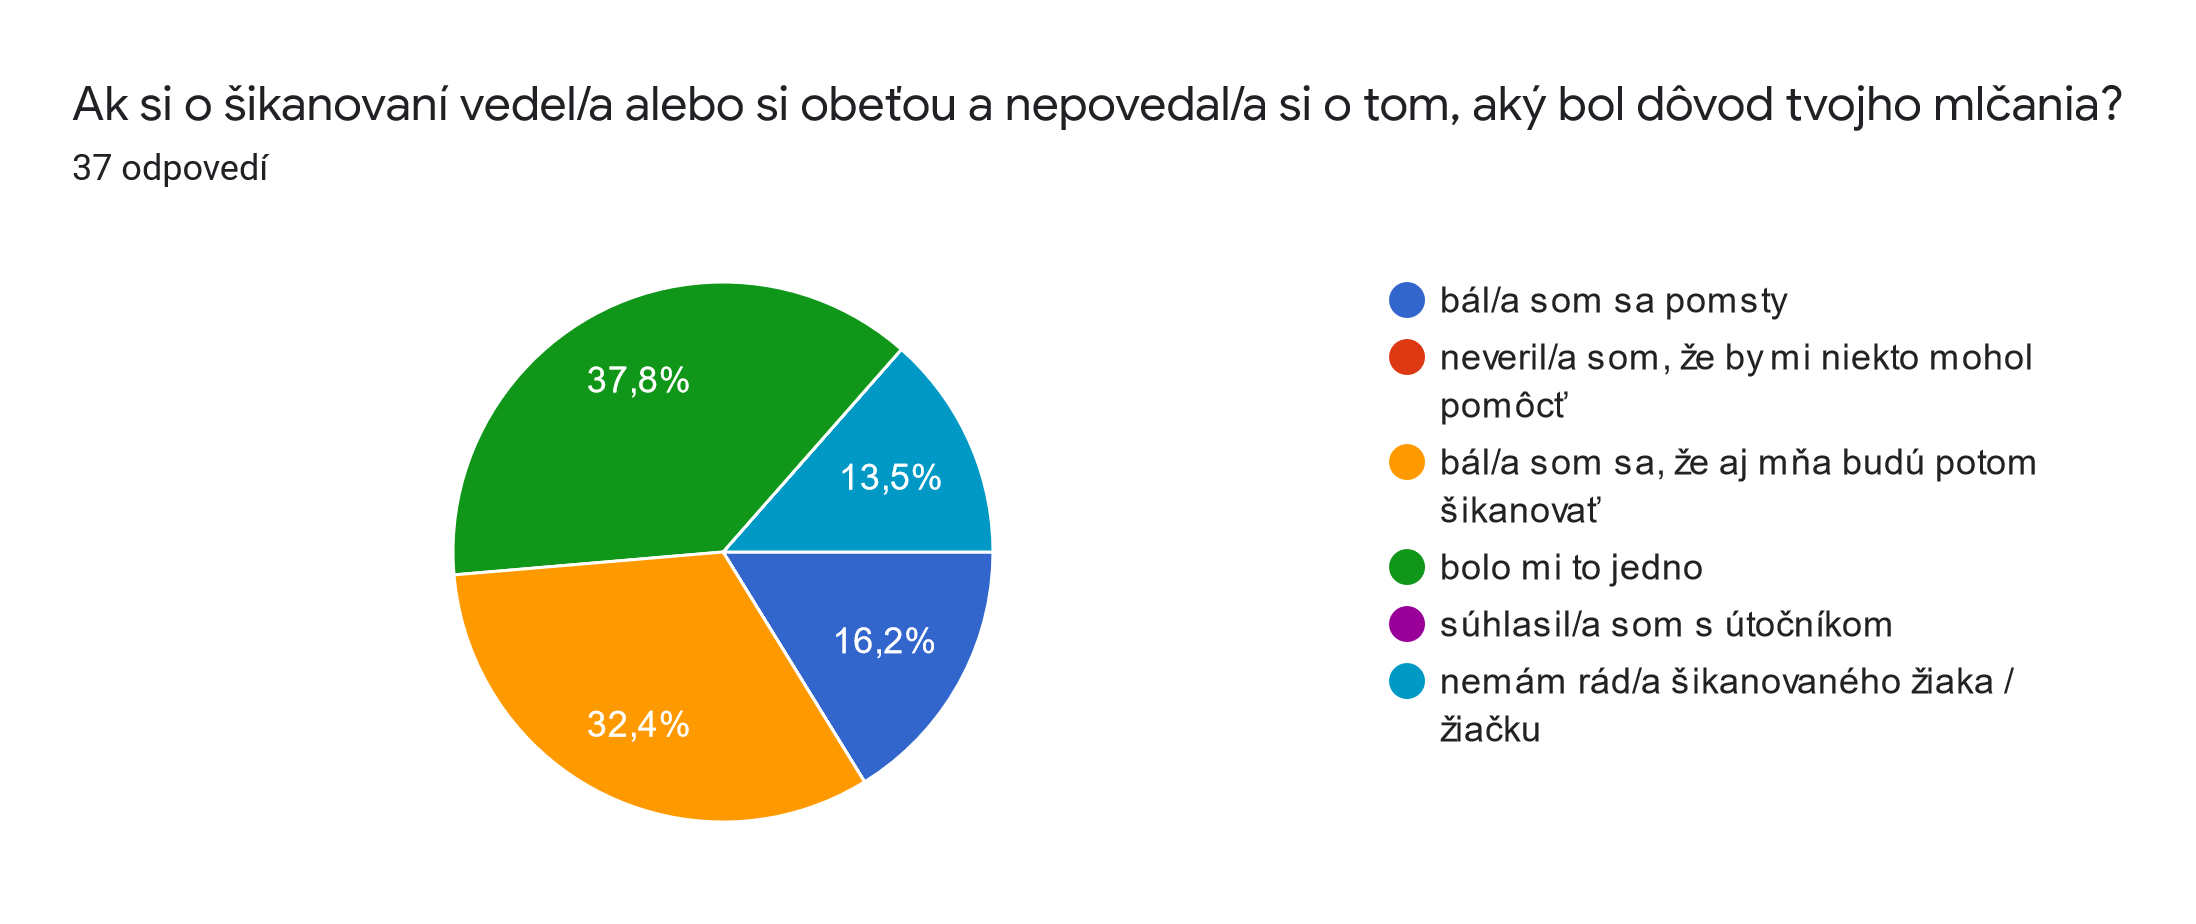 Ak si o šikanovaní vedel/a alebo si obeťou a nepovedal/a si o tom, aký bol dôvod tvojho mlčania?
37 odpovedí
37,8%
13,5%
16,2%
32,4%
bál/a som sa pomsty
neveril/a som, že by mi niekto mohol
pomôcť
bál/a som sa, že aj mňa budú potom
šikanovať
bolo mi to jedno
súhlasil/a som s útočníkom
nemám rád/a šikanovaného žiaka /
žiačku